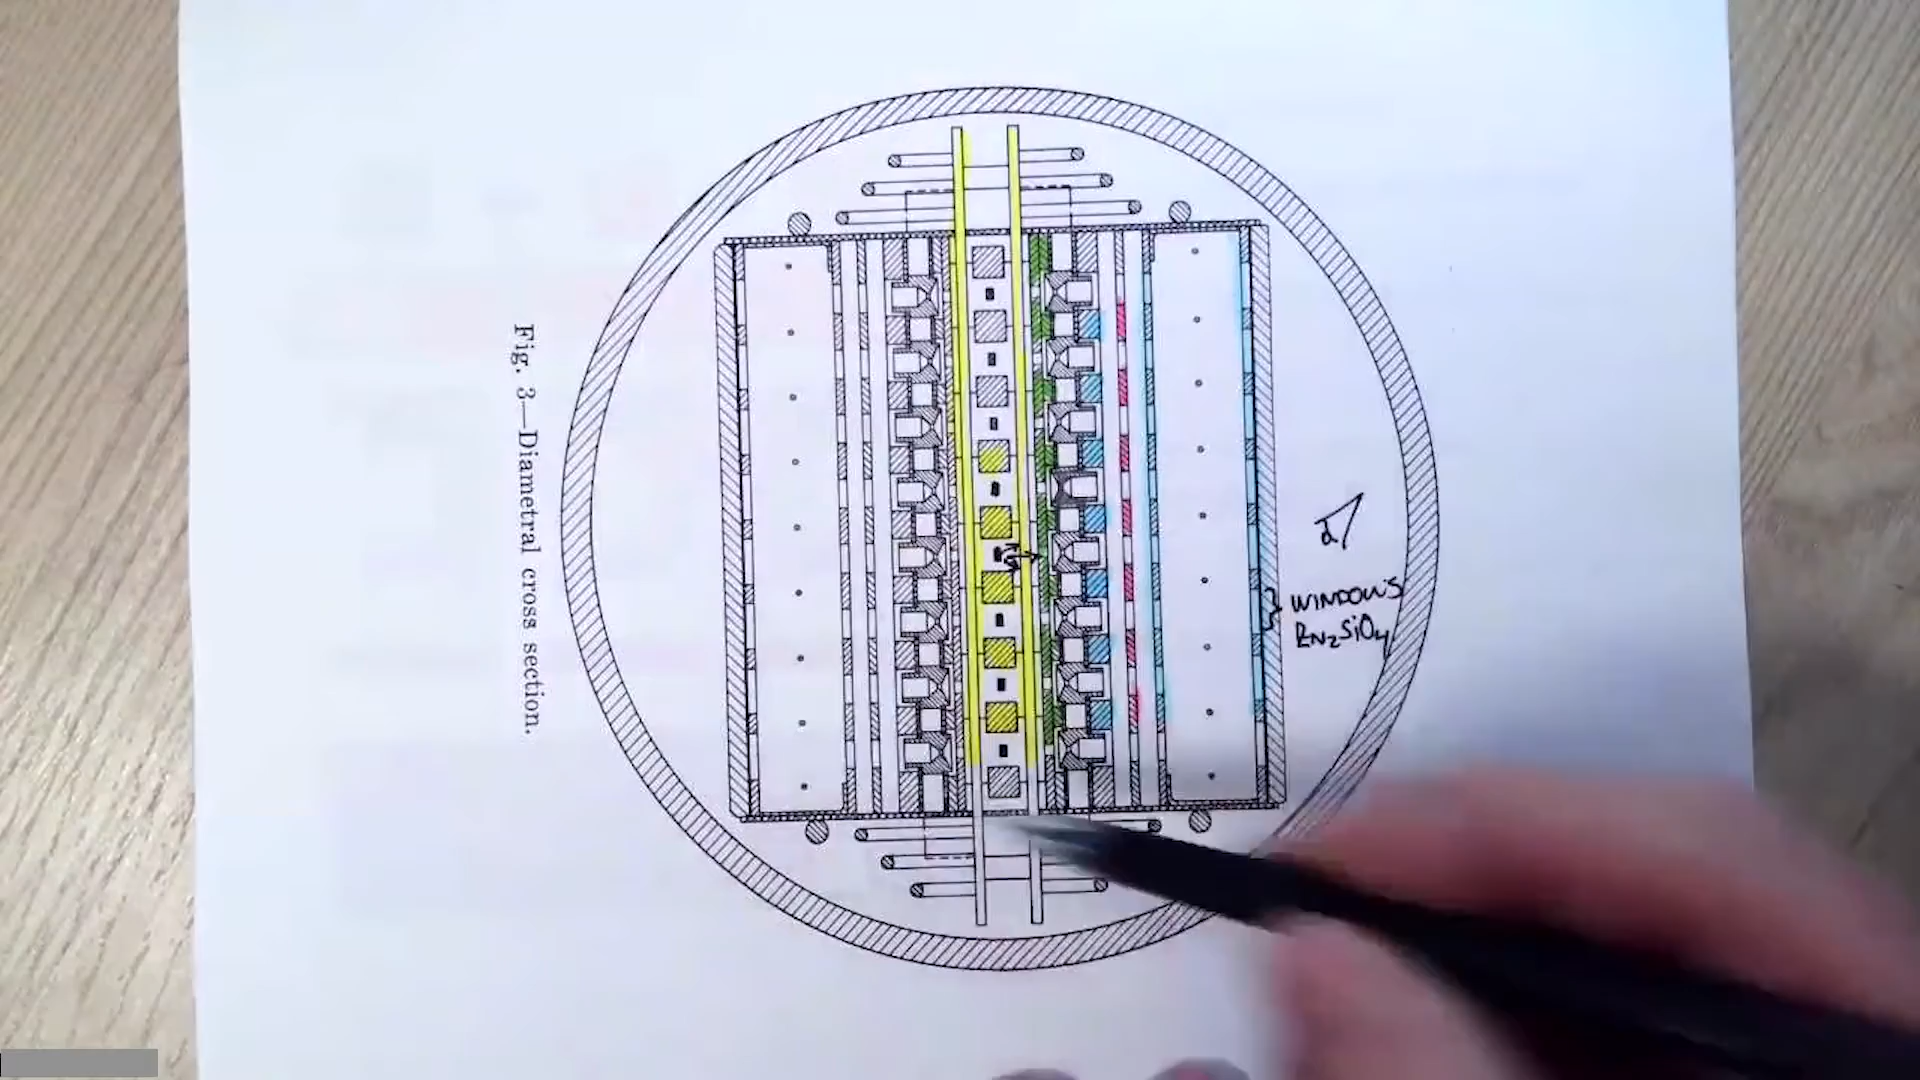 Fig. 3—Diametral cross section.
WINDOWS
Zn₂SiO₄